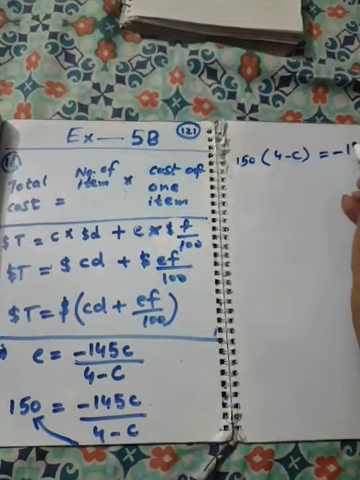 Ex — 5B
121
Total cost = No. of item × cost of one item
$T = c × $d + e × $ f/100
$T = $ cd + $ ef/100
$T = $(cd + ef/100)
e = -145c / 4-C
150 = -145c / 4-C
150 (4-C) = -1